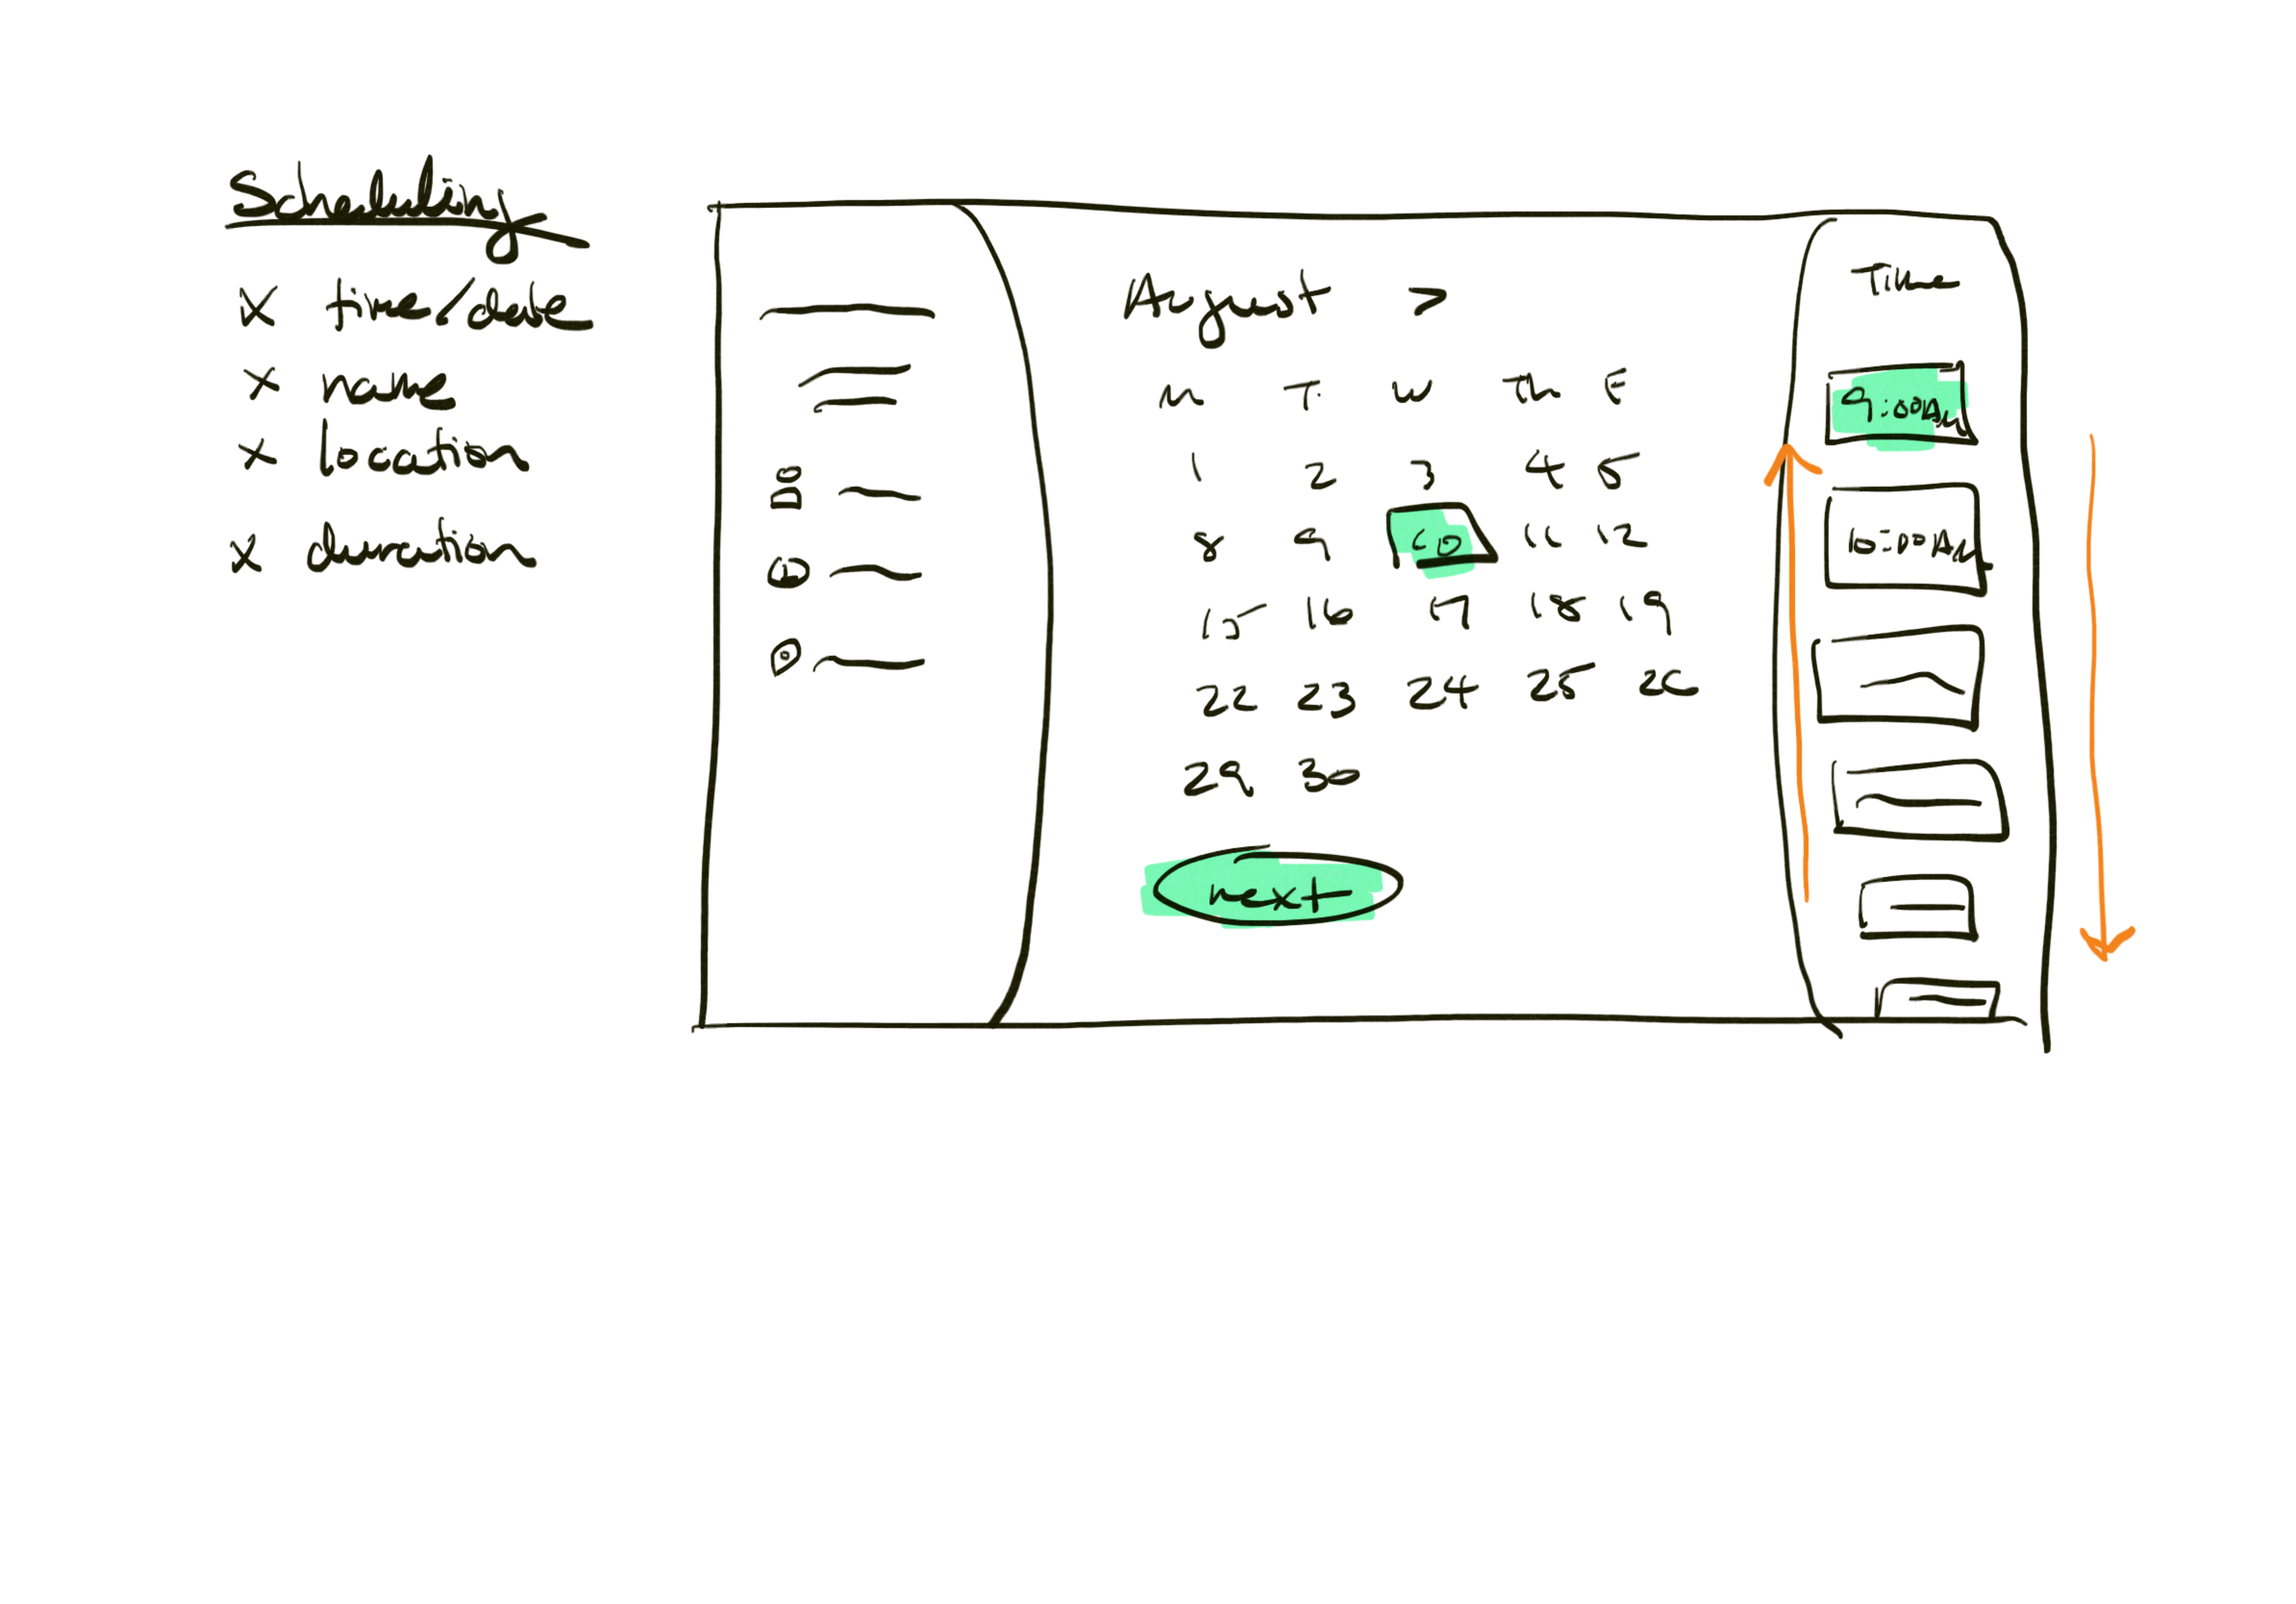 Scheduling
x time/date
x name
x location
x duration
August >
M T. W Th F
1 2 3 4 5
8 9 10 11 12
15 16 17 18 19
22 23 24 25 26
29 30
next
Time
9:00AM
10:00AM